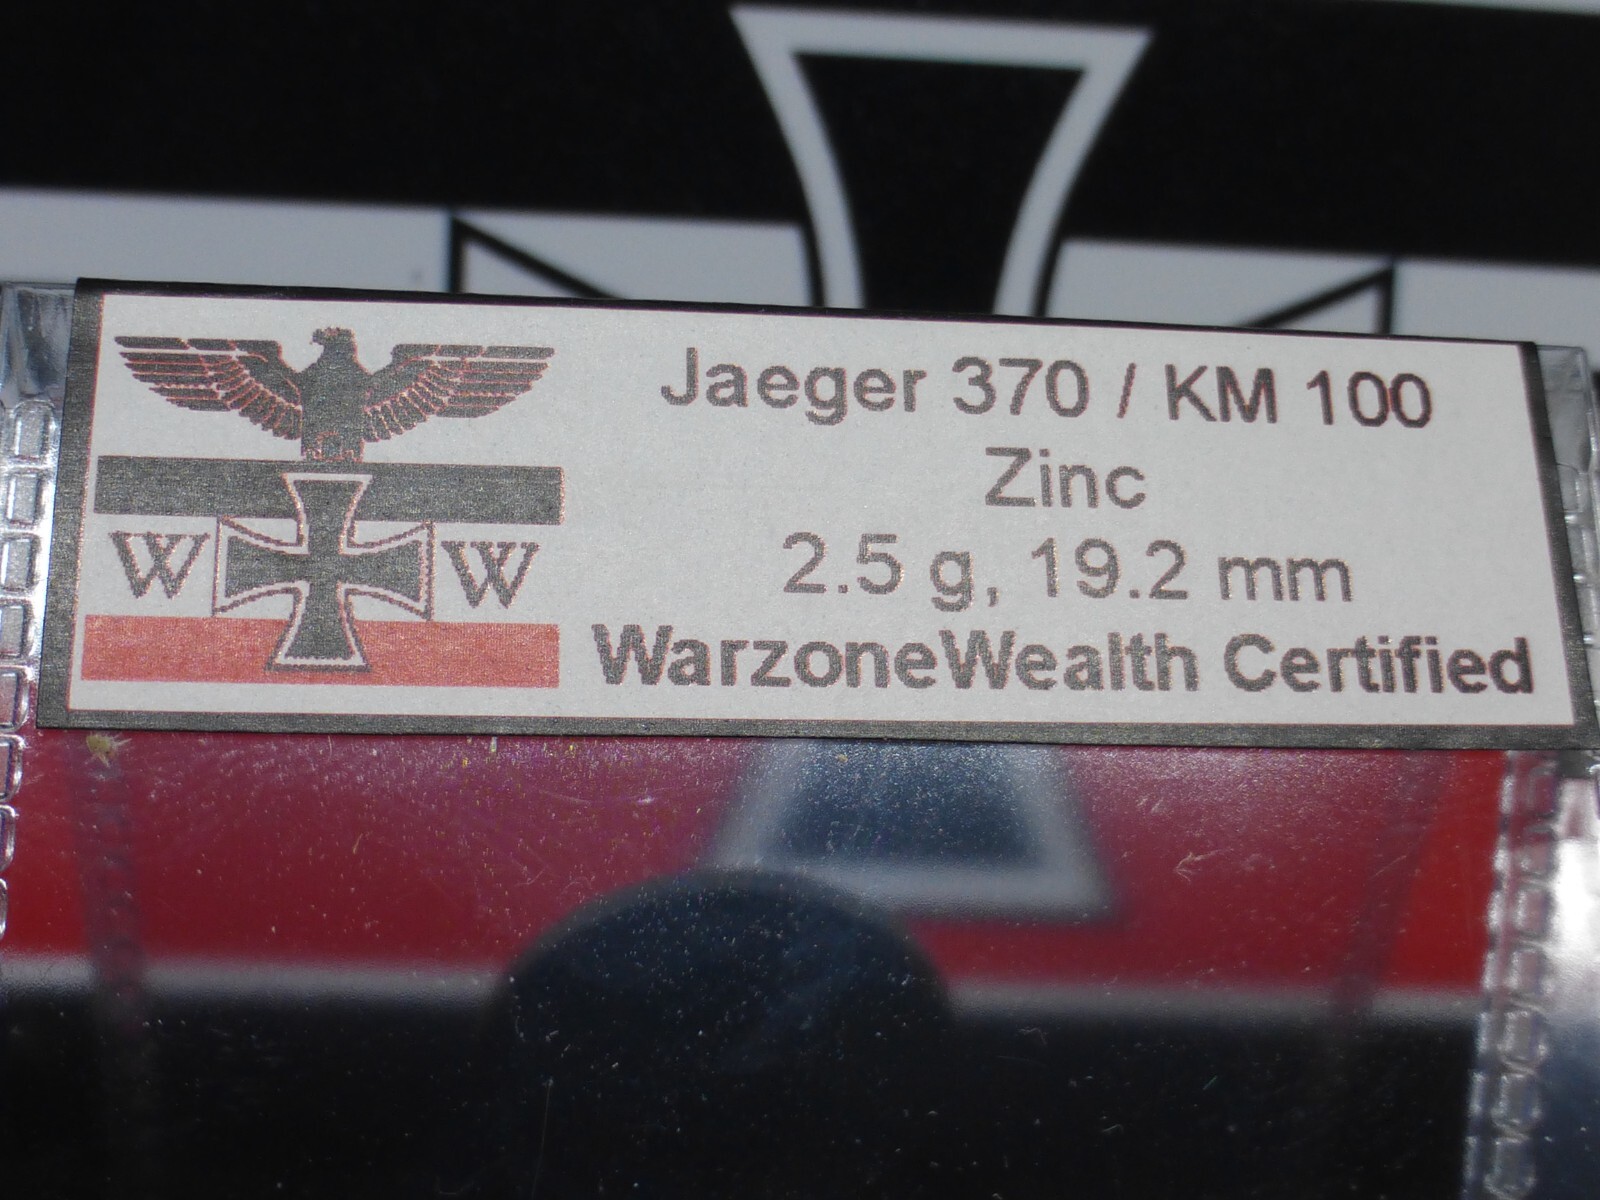 Jaeger 370 / KM 100
Zinc
2.5 g, 19.2 mm
WarzoneWealth Certified
W W